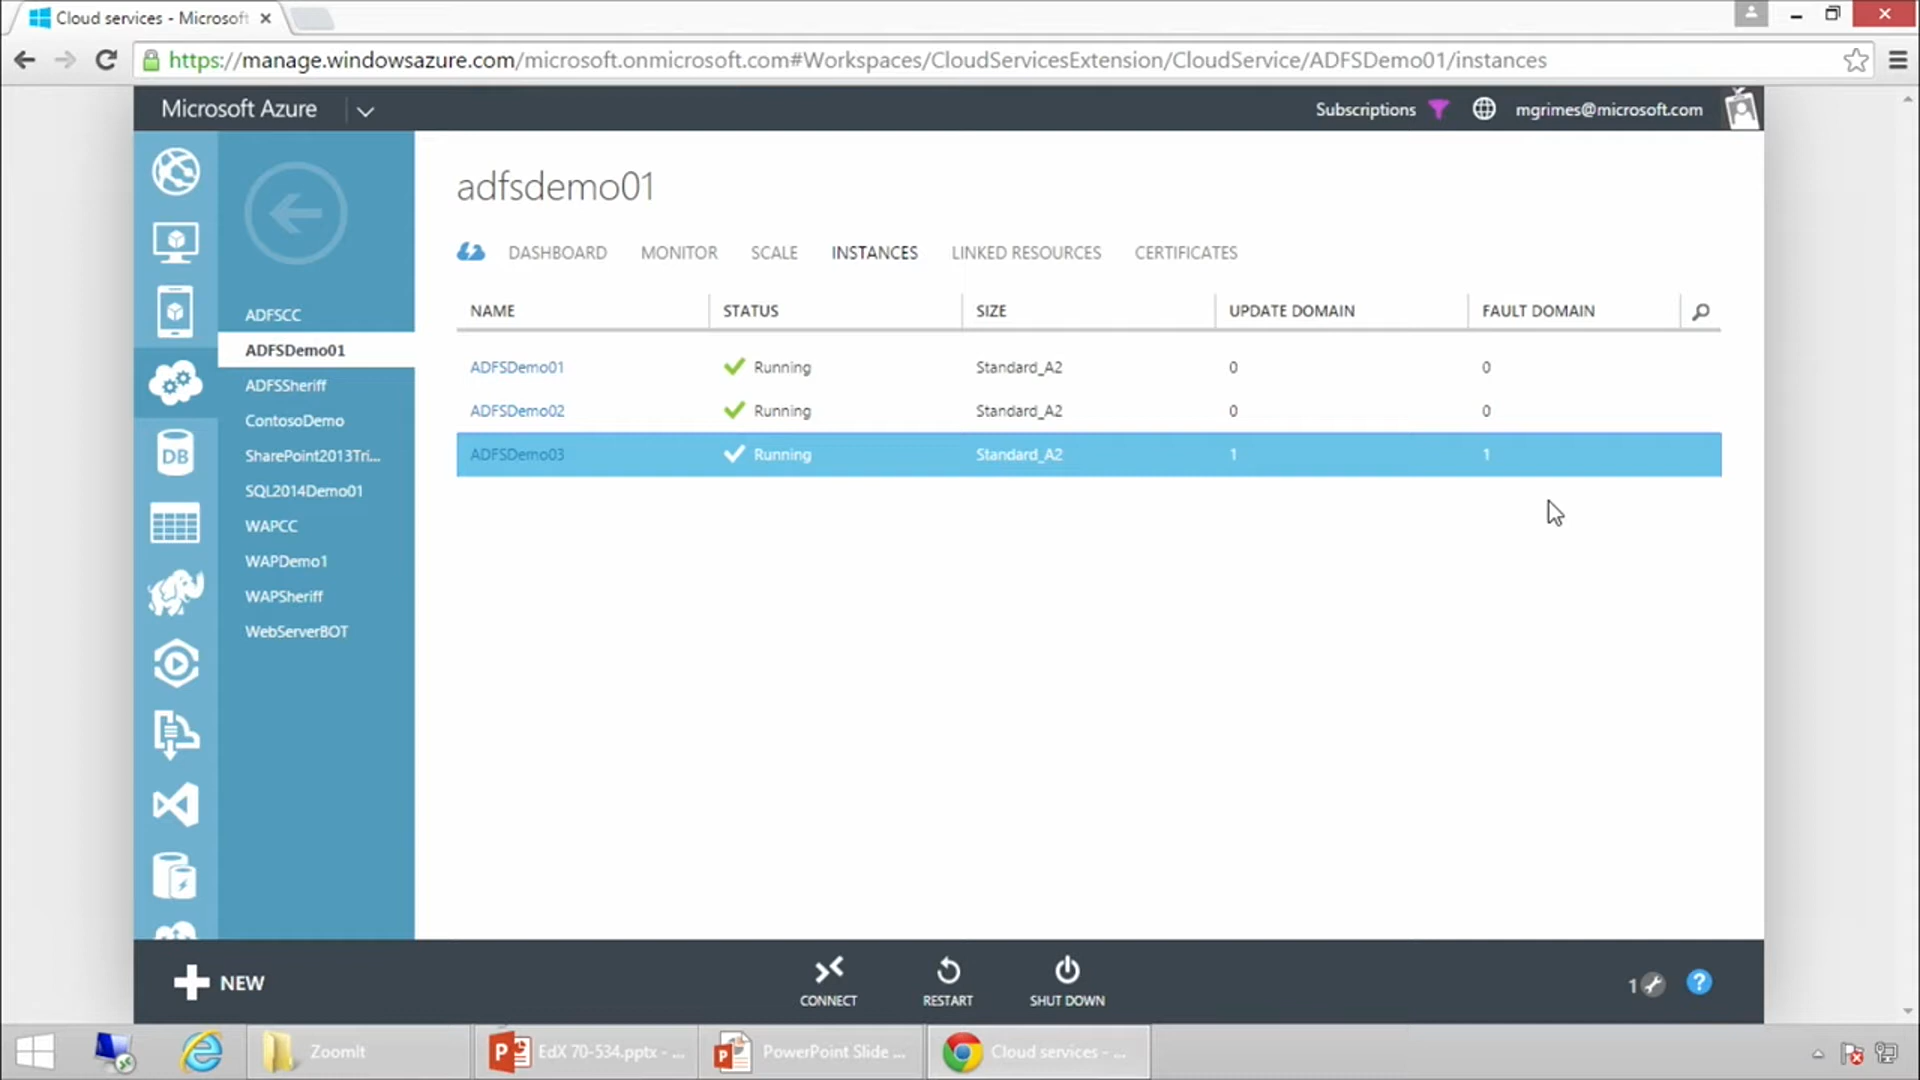 Cloud services - Microsoft
https://manage.windowsazure.com/microsoft.onmicrosoft.com#Workspaces/CloudServicesExtension/CloudService/ADFSDemo01/instances
Microsoft Azure
Subscriptions mgrimes@microsoft.com
adfsdemo01
DASHBOARD MONITOR SCALE INSTANCES LINKED RESOURCES CERTIFICATES
NAME STATUS SIZE UPDATE DOMAIN FAULT DOMAIN
ADFSDemo01 Running Standard_A2 0 0
ADFSDemo02 Running Standard_A2 0 0
ADFSDemo03 Running Standard_A2 1 1
ADFSCC
ADFSDemo01
ADFSSheriff
ContosoDemo
SharePoint2013Tri...
SQL2014Demo01
WAPCC
WAPDemo1
WAPSheriff
WebServerBOT
DB
NEW
CONNECT RESTART SHUT DOWN
1 ?
ZoomIt EdX 70-534.pptx - ... PowerPoint Slide ... Cloud services - ...